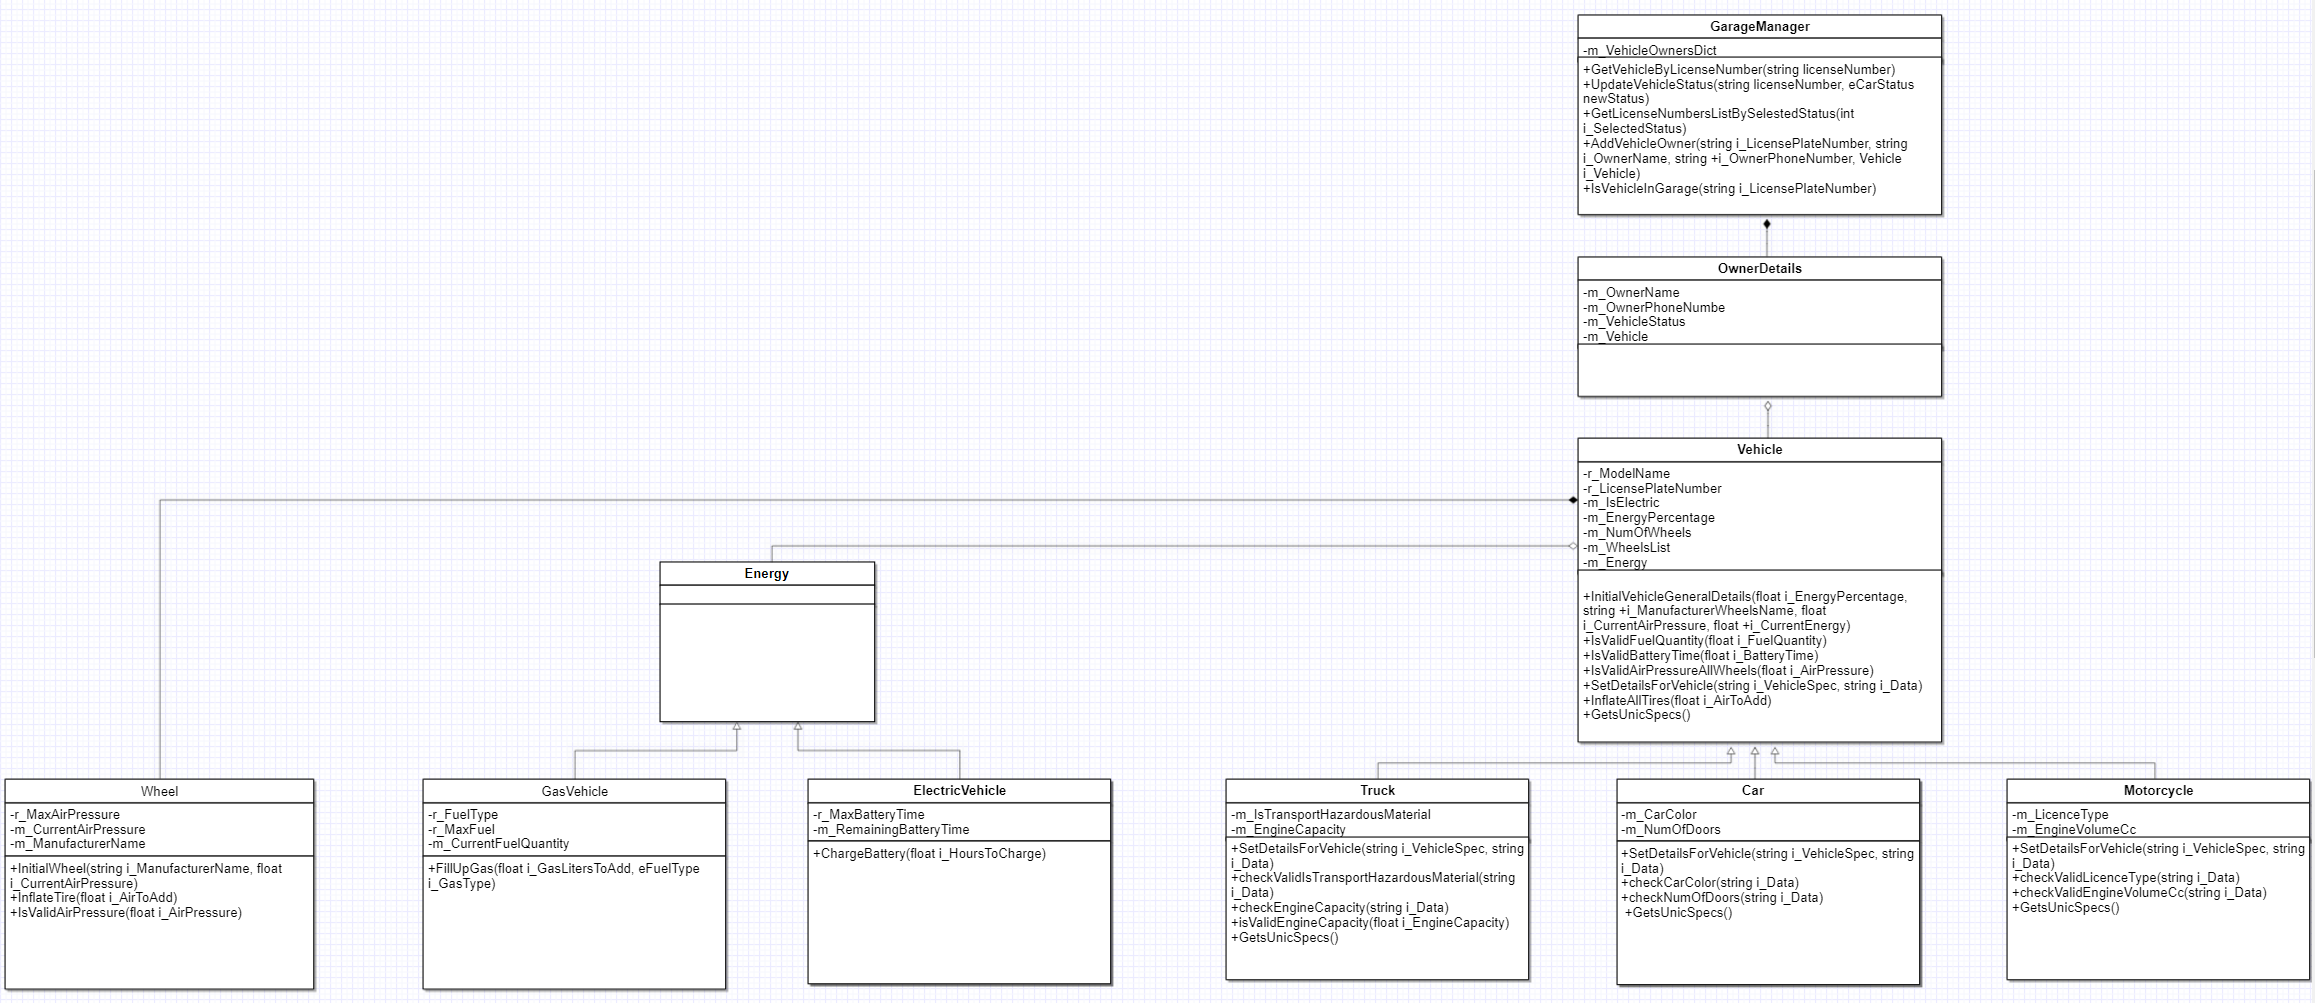 GarageManager
-m_VehicleOwnersDict
+GetVehicleByLicenseNumber(string licenseNumber)
+UpdateVehicleStatus(string licenseNumber, eCarStatus
newStatus)
+GetLicenseNumbersListBySelestedStatus(int
i_SelectedStatus)
+AddVehicleOwner(string i_LicensePlateNumber, string
i_OwnerName, string +i_OwnerPhoneNumber, Vehicle
i_Vehicle)
+IsVehicleInGarage(string i_LicensePlateNumber)
OwnerDetails
-m_OwnerName
-m_OwnerPhoneNumbe
-m_VehicleStatus
-m_Vehicle
Vehicle
-r_ModelName
-r_LicensePlateNumber
-m_IsElectric
-m_EnergyPercentage
-m_NumOfWheels
-m_WheelsList
-m_Energy
+InitialVehicleGeneralDetails(float i_EnergyPercentage,
string +i_ManufacturerWheelsName, float
i_CurrentAirPressure, float +i_CurrentEnergy)
+IsValidFuelQuantity(float i_FuelQuantity)
+IsValidBatteryTime(float i_BatteryTime)
+IsValidAirPressureAllWheels(float i_AirPressure)
+SetDetailsForVehicle(string i_VehicleSpec, string i_Data)
+InflateAllTires(float i_AirToAdd)
+GetsUnicSpecs()
Energy
Wheel
-r_MaxAirPressure
-m_CurrentAirPressure
-m_ManufacturerName
+InitialWheel(string i_ManufacturerName, float
i_CurrentAirPressure)
+InflateTire(float i_AirToAdd)
+IsValidAirPressure(float i_AirPressure)
GasVehicle
-r_FuelType
-r_MaxFuel
-m_CurrentFuelQuantity
+FillUpGas(float i_GasLitersToAdd, eFuelType
i_GasType)
ElectricVehicle
-r_MaxBatteryTime
-m_RemainingBatteryTime
+ChargeBattery(float i_HoursToCharge)
Truck
-m_IsTransportHazardousMaterial
-m_EngineCapacity
+SetDetailsForVehicle(string i_VehicleSpec, string
i_Data)
+checkValidIsTransportHazardousMaterial(string
i_Data)
+checkEngineCapacity(string i_Data)
+isValidEngineCapacity(float i_EngineCapacity)
+GetsUnicSpecs()
Car
-m_CarColor
-m_NumOfDoors
+SetDetailsForVehicle(string i_VehicleSpec, string
i_Data)
+checkCarColor(string i_Data)
+checkNumOfDoors(string i_Data)
+GetsUnicSpecs()
Motorcycle
-m_LicenceType
-m_EngineVolumeCc
+SetDetailsForVehicle(string i_VehicleSpec, string
i_Data)
+checkValidLicenceType(string i_Data)
+checkValidEngineVolumeCc(string i_Data)
+GetsUnicSpecs()